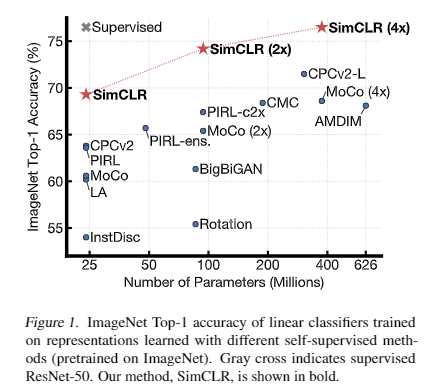 75
70
65
60
55
ImageNet Top-1 Accuracy (%)
Supervised
SimCLR (4x)
SimCLR (2x)
SimCLR
CPCv2-L
MoCo (4x)
CMC
AMDIM
PIRL-c2x
MoCo (2x)
PIRL-ens.
CPCv2
PIRL
MoCo
LA
BigBiGAN
Rotation
InstDisc
25 50 100 200 400 626
Number of Parameters (Millions)
Figure 1. ImageNet Top-1 accuracy of linear classifiers trained
on representations learned with different self-supervised meth-
ods (pretrained on ImageNet). Gray cross indicates supervised
ResNet-50. Our method, SimCLR, is shown in bold.